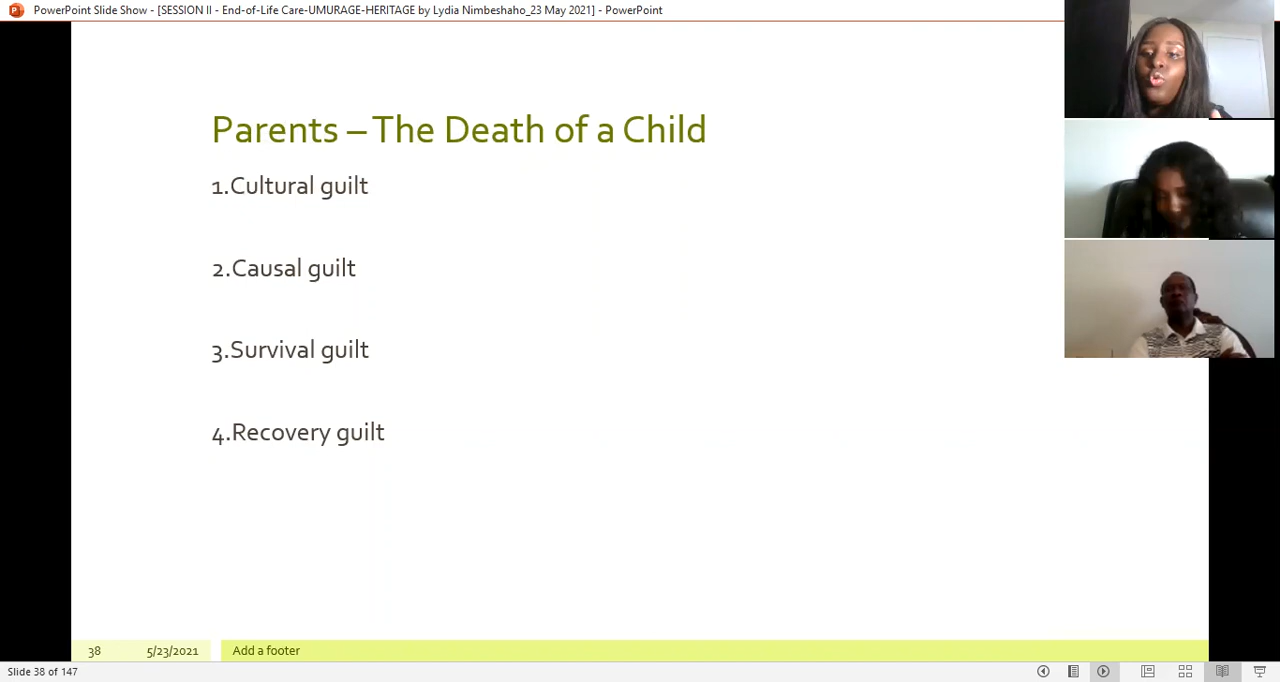 PowerPoint Slide Show - [SESSION II - End-of-Life Care-UMURAGE-HERITAGE by Lydia Nimbeshaho_23 May 2021] - PowerPoint
Parents – The Death of a Child
1.Cultural guilt
2.Causal guilt
3.Survival guilt
4.Recovery guilt
38 5/23/2021 Add a footer
Slide 38 of 147